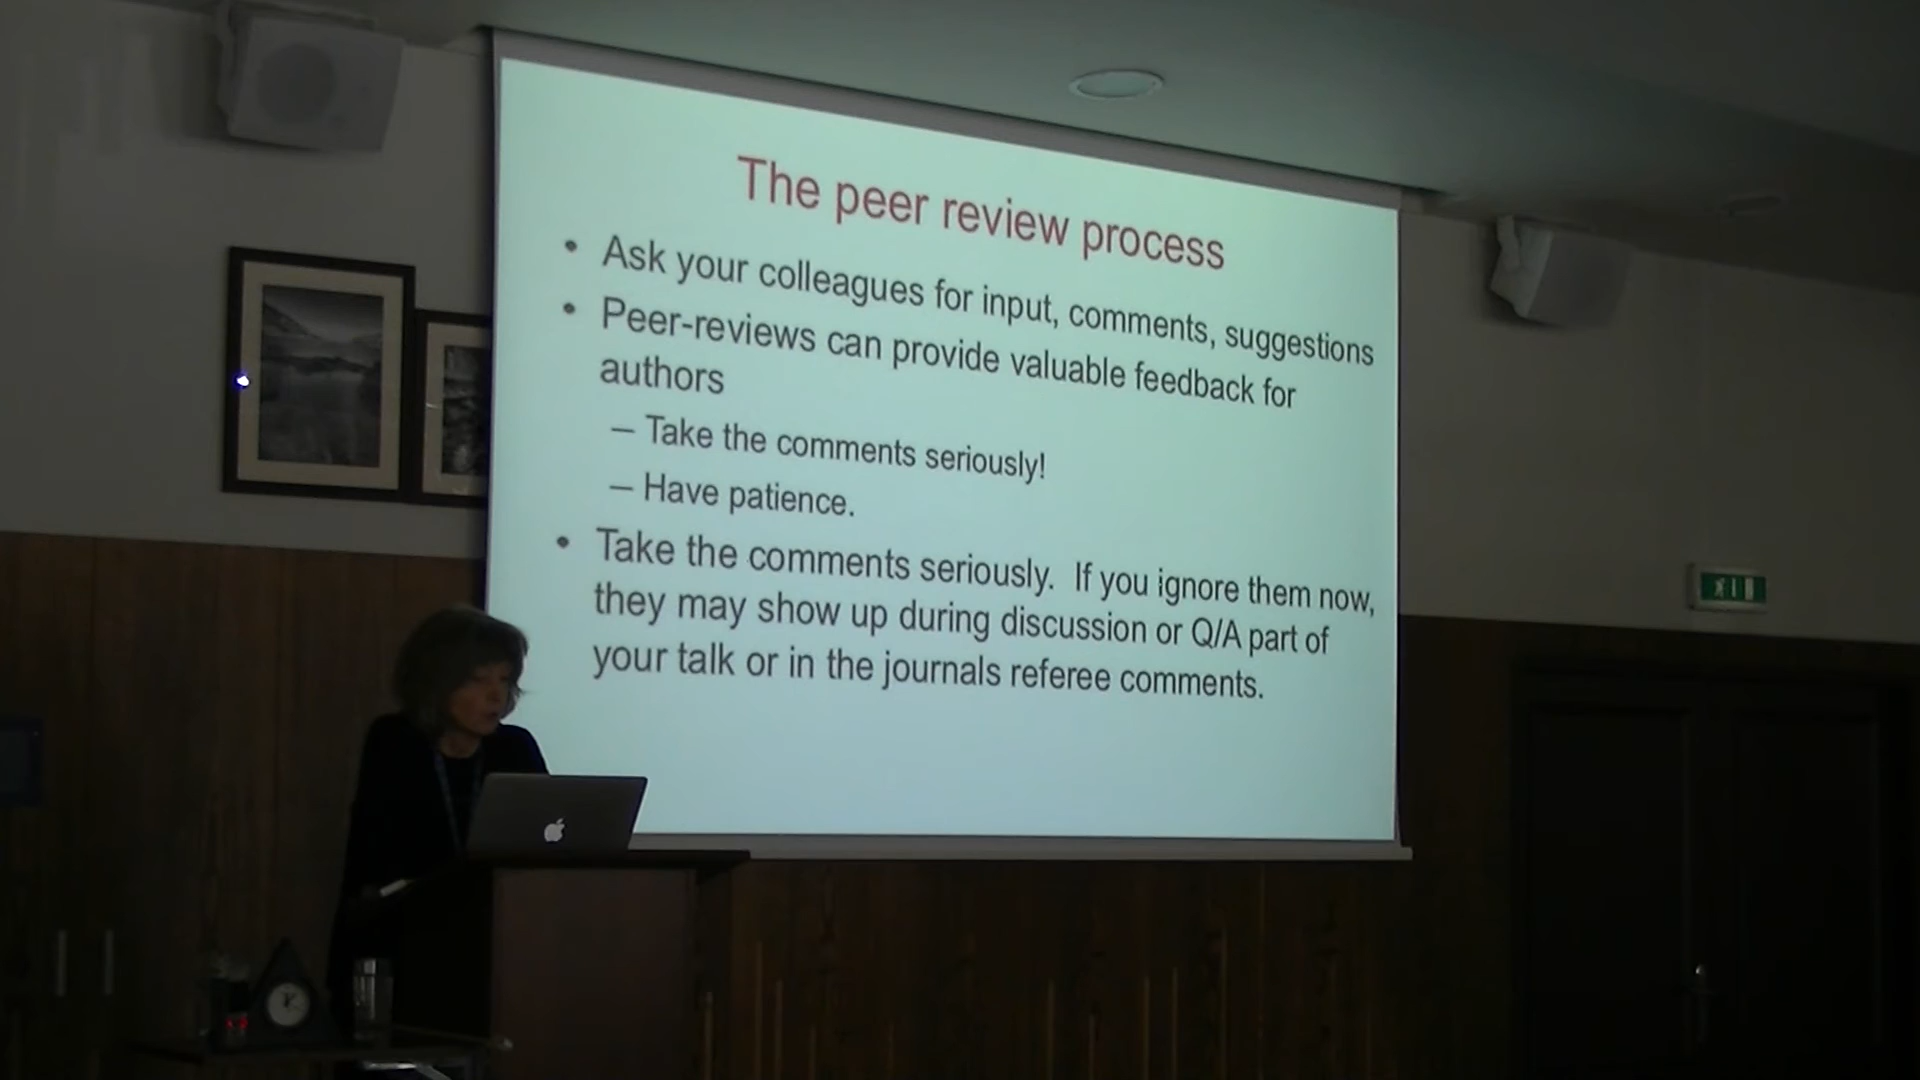 The peer review process
• Ask your colleagues for input, comments, suggestions
• Peer-reviews can provide valuable feedback for
authors
– Take the comments seriously!
– Have patience.
• Take the comments seriously. If you ignore them now,
they may show up during discussion or Q/A part of
your talk or in the journals referee comments.